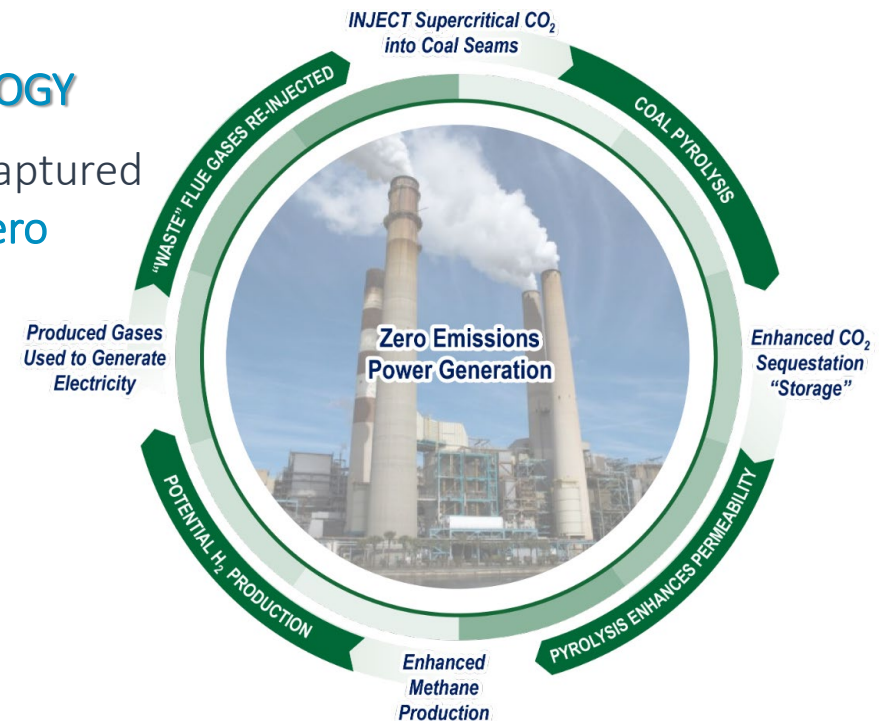 OGY
aptured
ero
INJECT Supercritical CO₂
into Coal Seams
COAL PYROLYSIS
Enhanced CO₂
Sequestation
“Storage”
PYROLYSIS ENHANCES PERMEABILITY
Enhanced
Methane
Production
POTENTIAL H₂ PRODUCTION
Produced Gases
Used to Generate
Electricity
“WASTE” FLUE GASES RE-INJECTED
Zero Emissions
Power Generation